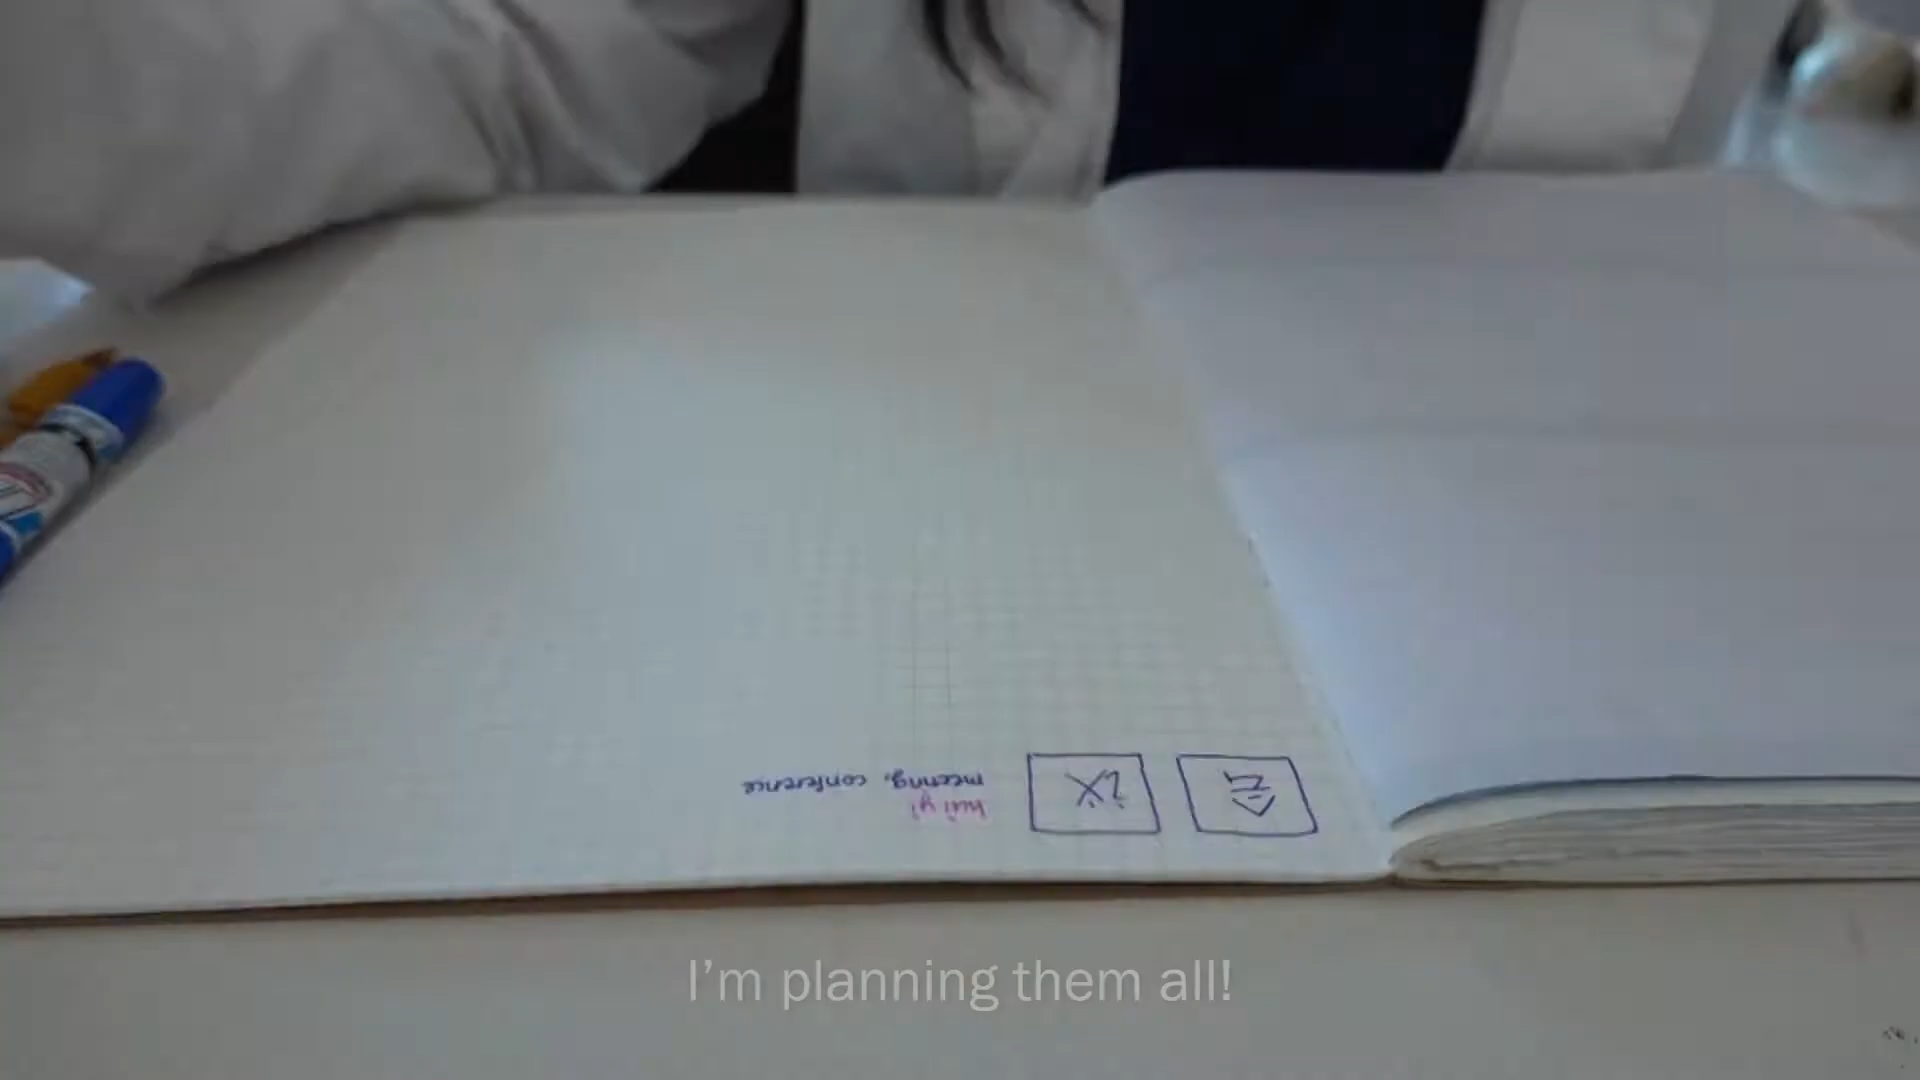 会 议
huì yì
meeting, conference
I'm planning them all!